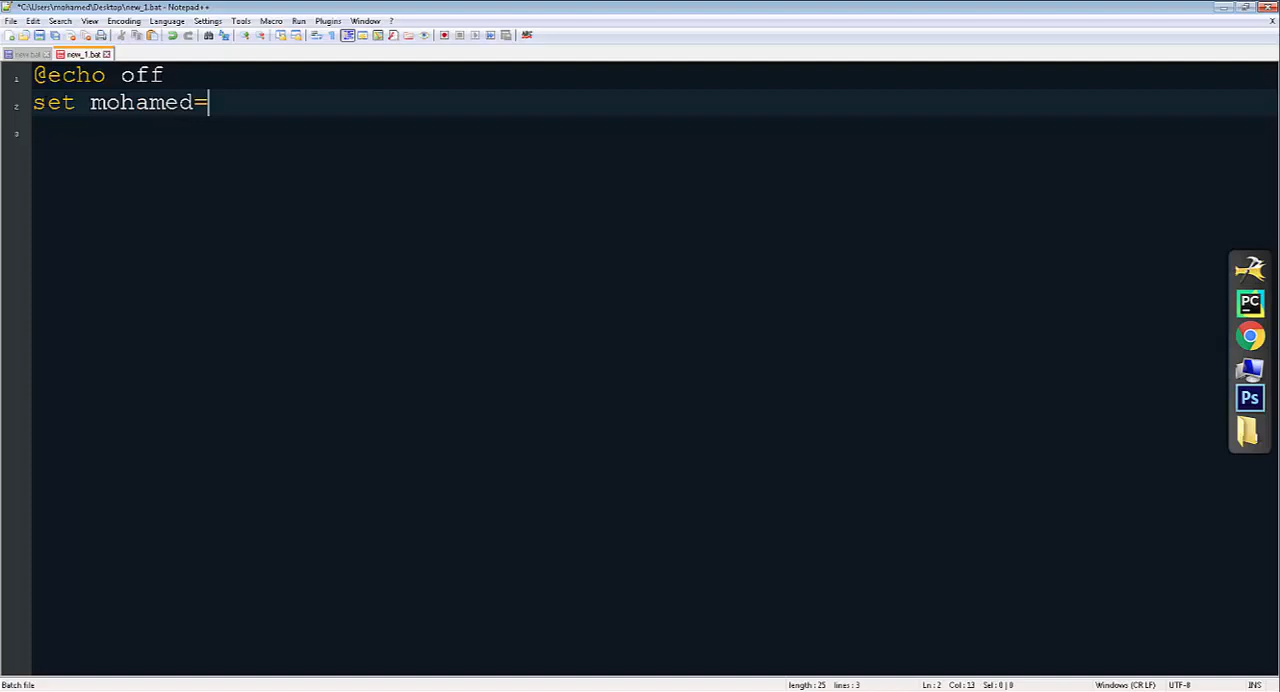 *C:\Users\mohamed\Desktop\new_1.bat - Notepad++
File Edit Search View Encoding Language Settings Tools Macro Run Plugins Window ? X
new.bat new_1.bat
1 @echo off
2 set mohamed=
3
PC
Ps
Batch file length : 25 lines : 3 Ln : 2 Col : 13 Sel : 0 | 0 Windows (CR LF) UTF-8 INS